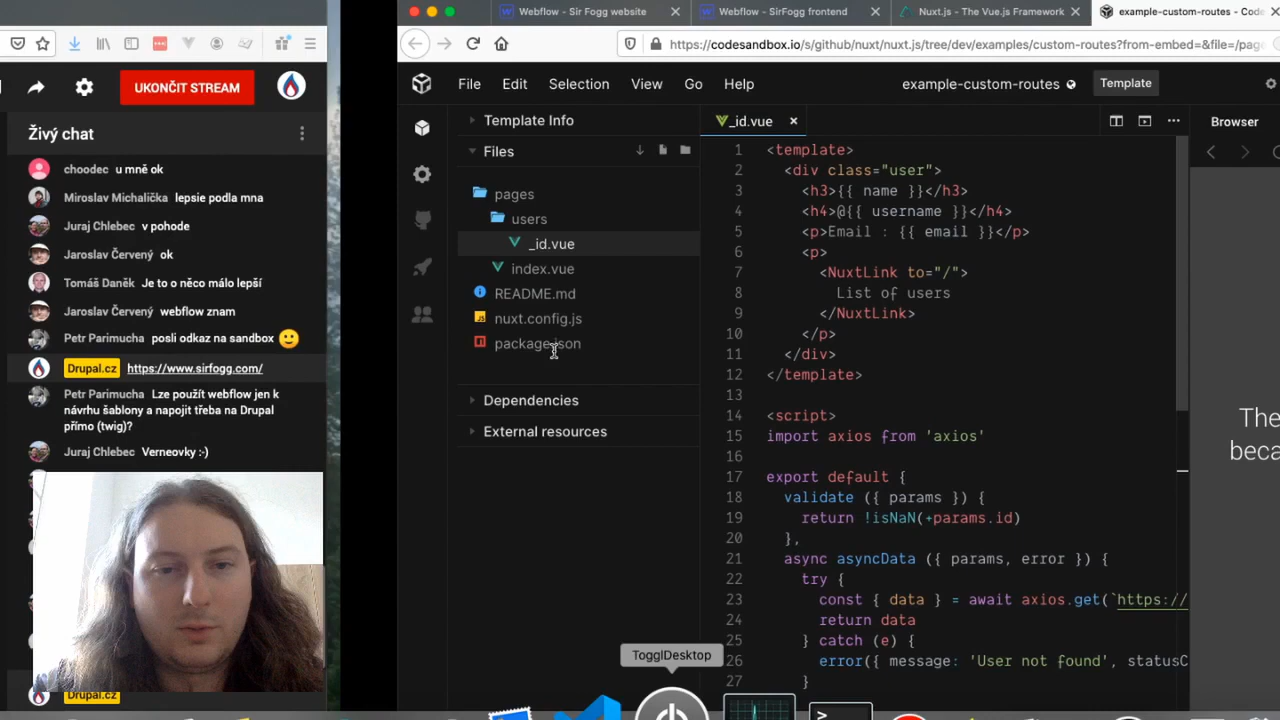 Webflow - Sir Fogg website
Webflow - SirFogg frontend
Nuxt.js - The Vue.js Framework
example-custom-routes - Co
https://codesandbox.io/s/github/nuxt/nuxt.js/tree/dev/examples/custom-routes?from-embed=&file=/page
UKONČIT STREAM
Živý chat
choodec u mně ok
Miroslav Michalička lepsie podla mna
Juraj Chlebec v pohode
Jaroslav Červený ok
Tomáš Daněk Je to o něco málo lepší
Jaroslav Červený webflow znam
Petr Parimucha posli odkaz na sandbox
Drupal.cz https://www.sirfogg.com/
Petr Parimucha Lze použít webflow jen k
návrhu šablony a napojit třeba na Drupal
přímo (twig)?
Juraj Chlebec Verneovky :-)
Drupal.cz
File Edit Selection View Go Help
example-custom-routes
Template
Template Info
Files
pages
users
_id.vue
index.vue
README.md
nuxt.config.js
package.json
Dependencies
External resources
_id.vue
1 <template>
2 <div class="user">
3 <h3>{{ name }}</h3>
4 <h4>@{{ username }}</h4>
5 <p>Email : {{ email }}</p>
6 <p>
7 <NuxtLink to="/">
8 List of users
9 </NuxtLink>
10 </p>
11 </div>
12 </template>
13
14 <script>
15 import axios from 'axios'
16
17 export default {
18 validate ({ params }) {
19 return !isNaN(+params.id)
20 },
21 async asyncData ({ params, error }) {
22 try {
23 const { data } = await axios.get(`https://
24 return data
25 } catch (e) {
26 error({ message: 'User not found', statusC
27 }
Browser
The
beca
TogglDesktop